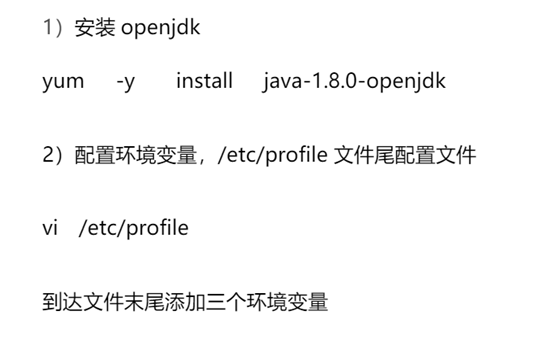 1）安装 openjdk
yum -y install java-1.8.0-openjdk
2）配置环境变量，/etc/profile 文件尾配置文件
vi /etc/profile
到达文件末尾添加三个环境变量